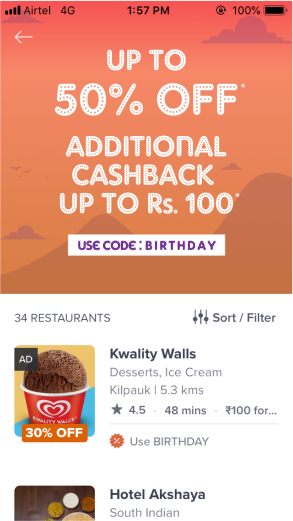 Airtel 4G 1:57 PM 100%
UP TO
50% OFF*
ADDITIONAL
CASHBACK
UP TO Rs. 100*
USE CODE: BIRTHDAY
34 RESTAURANTS Sort / Filter
AD
KWALITY WALL'S
30% OFF
Kwality Walls
Desserts, Ice Cream
Kilpauk | 5.3 kms
★ 4.5 · 48 mins · ₹100 for...
Use BIRTHDAY
Hotel Akshaya
South Indian